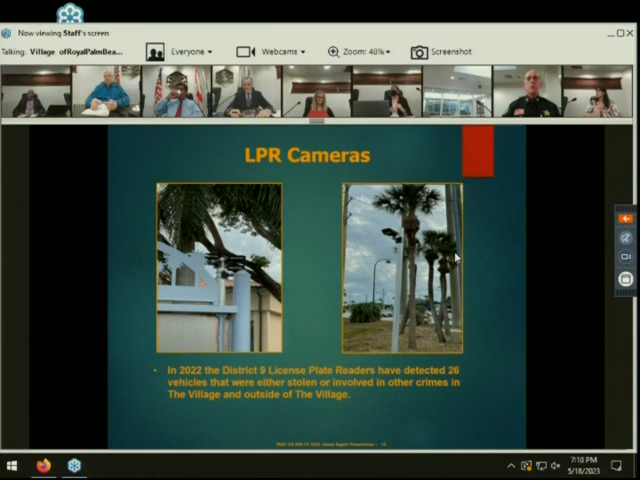 Now viewing Staff's screen
Talking: Village ofRoyalPalmBea...
Everyone
Webcams
Zoom: 40%
Screenshot
LPR Cameras
• In 2022 the District 9 License Plate Readers have detected 26
vehicles that were either stolen or involved in other crimes in
The Village and outside of The Village.
7:18 PM
5/18/2023